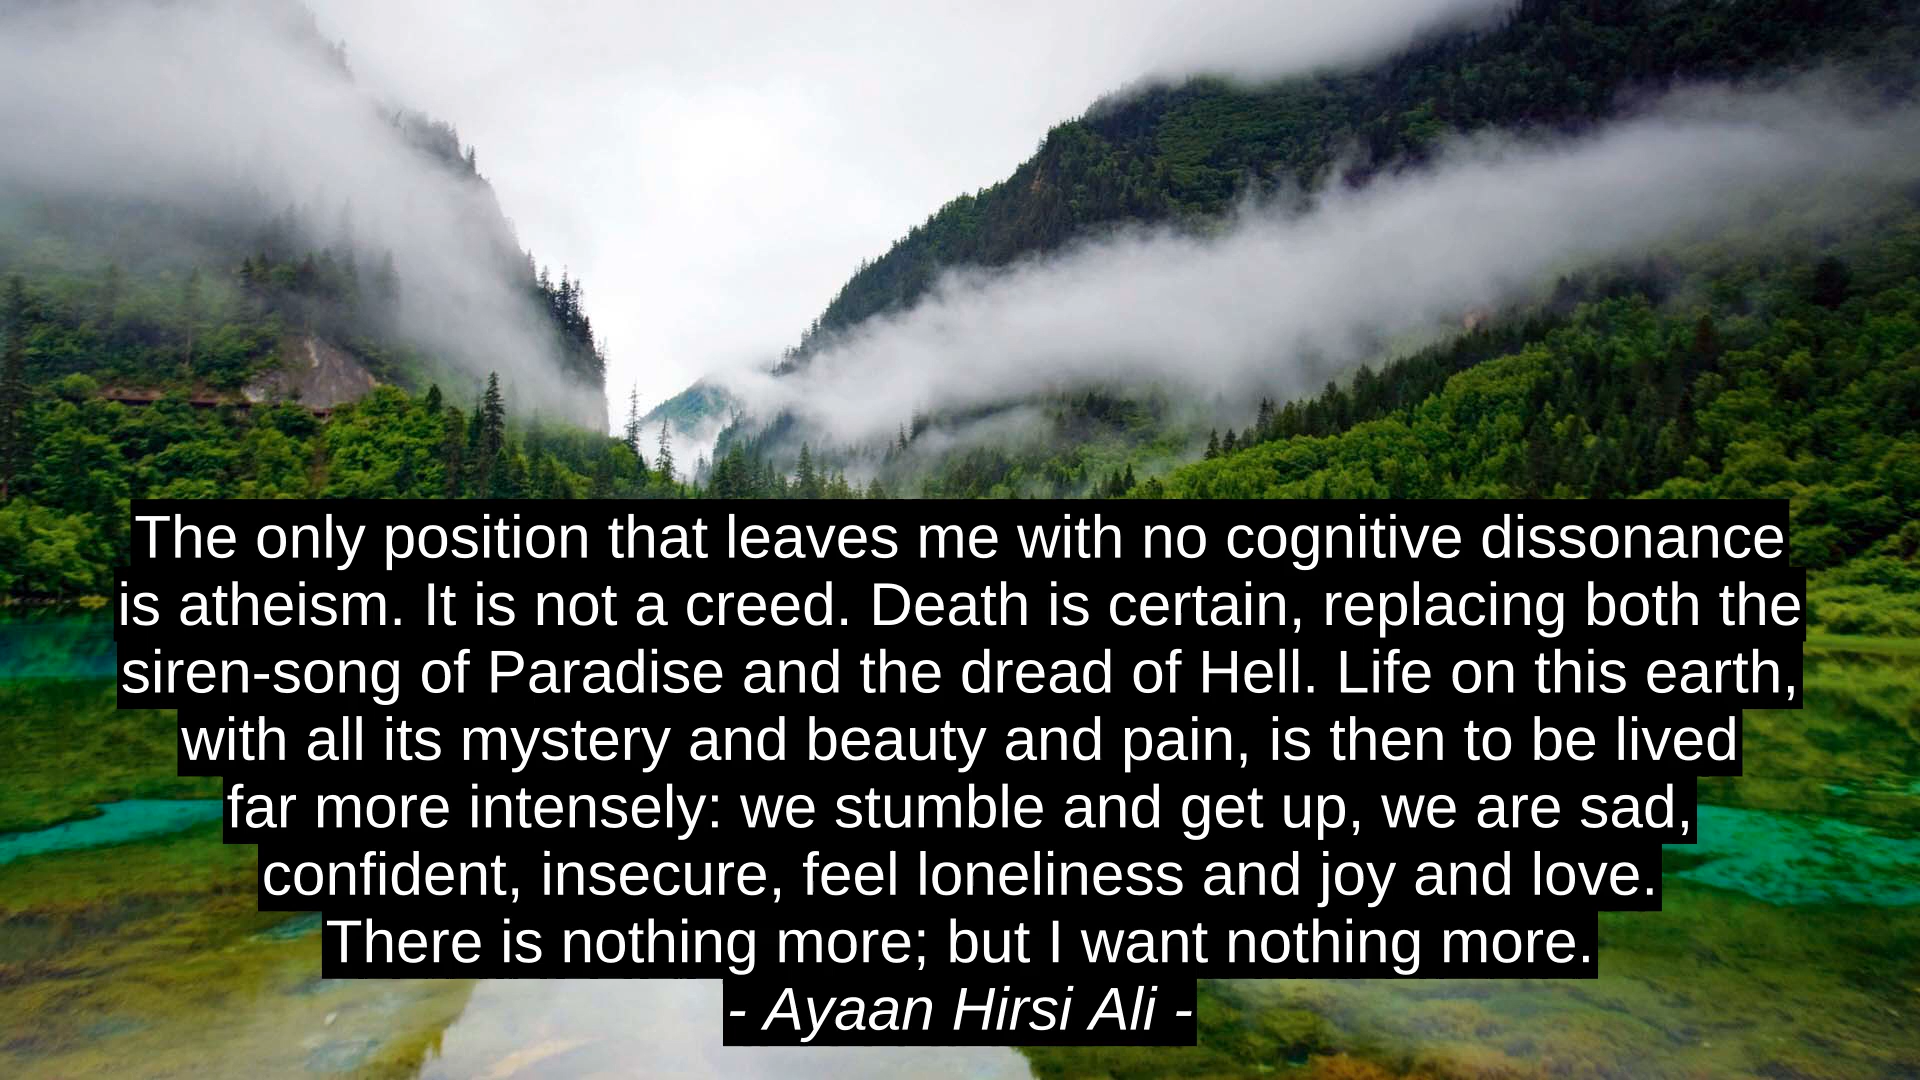 The only position that leaves me with no cognitive dissonance
is atheism. It is not a creed. Death is certain, replacing both the
siren-song of Paradise and the dread of Hell. Life on this earth,
with all its mystery and beauty and pain, is then to be lived
far more intensely: we stumble and get up, we are sad,
confident, insecure, feel loneliness and joy and love.
There is nothing more; but I want nothing more.
- Ayaan Hirsi Ali -